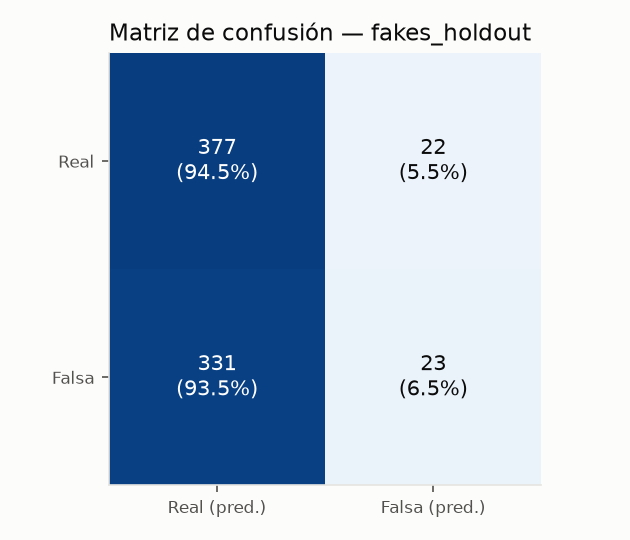 Matriz de confusión — fakes_holdout
Real
377
(94.5%)
22
(5.5%)
Falsa
331
(93.5%)
23
(6.5%)
Real (pred.)
Falsa (pred.)